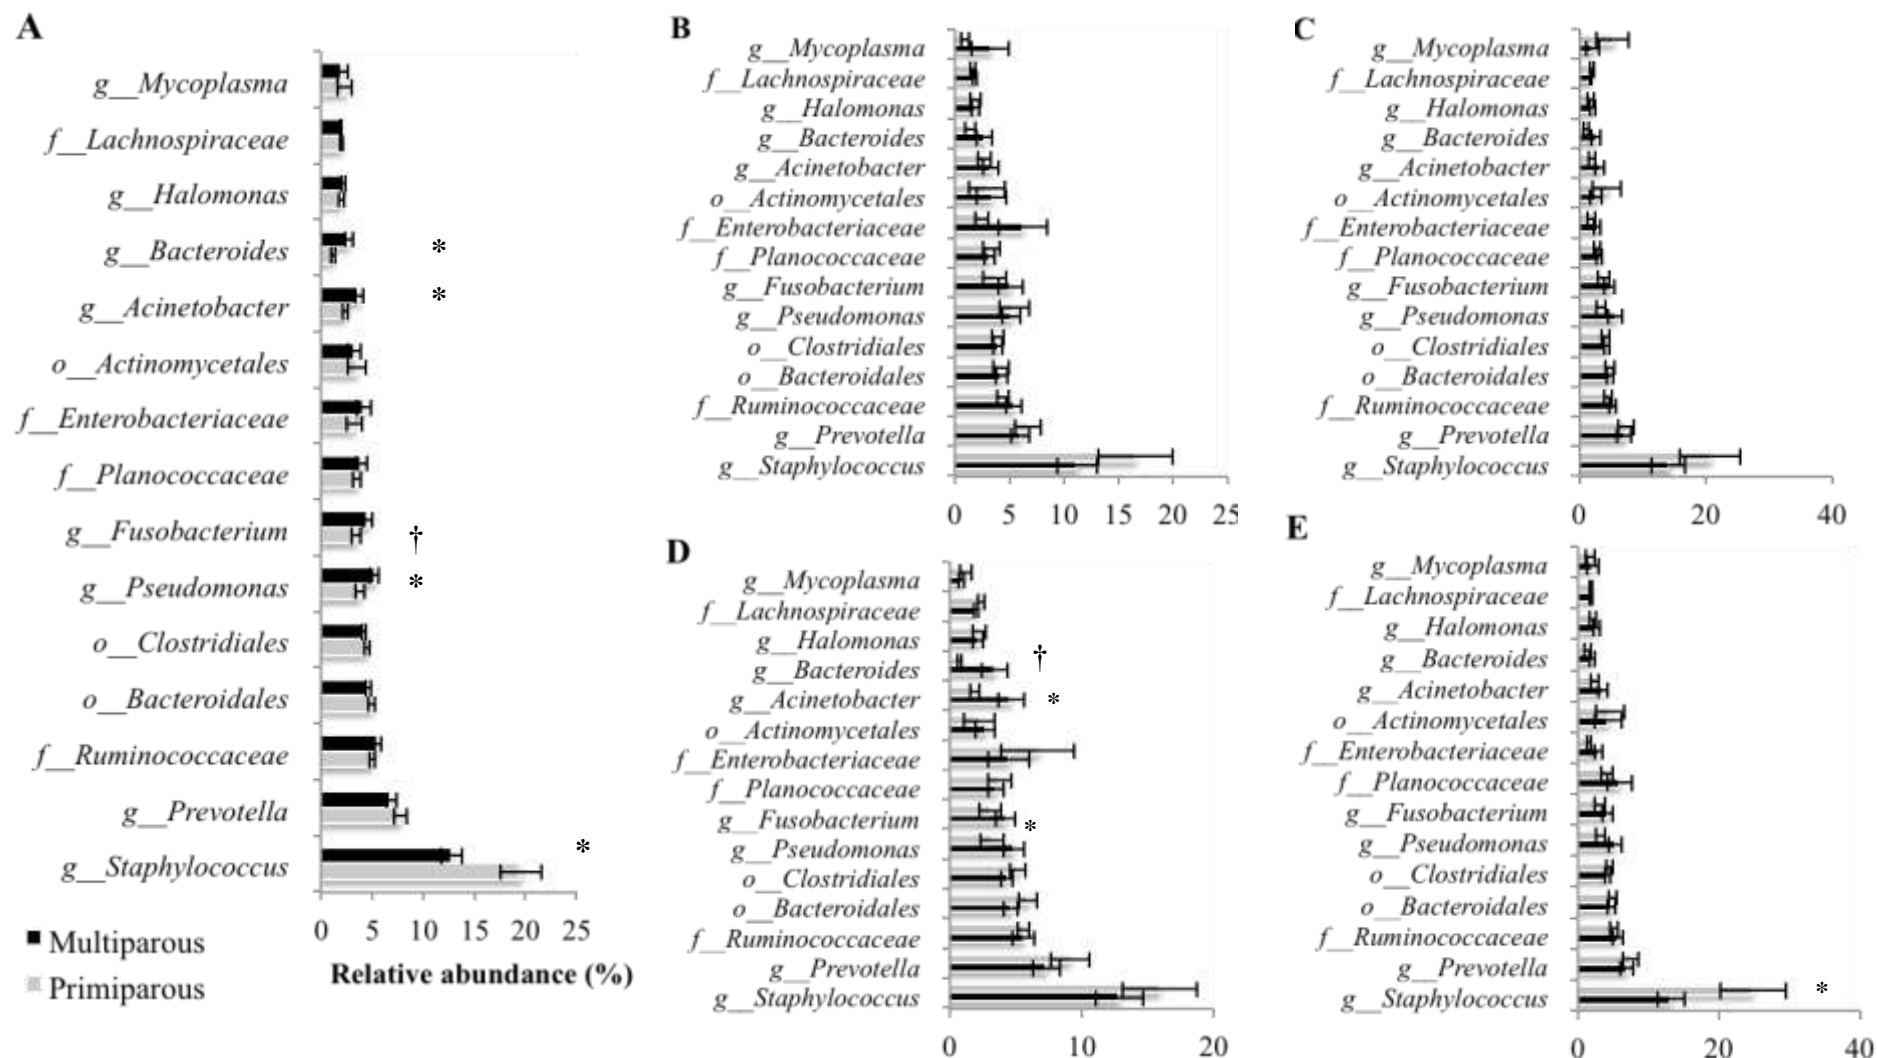 A
g__Mycoplasma
f__Lachnospiraceae
g__Halomonas
g__Bacteroides *
g__Acinetobacter *
o__Actinomycetales
f__Enterobacteriaceae
f__Planococcaceae
g__Fusobacterium †
g__Pseudomonas *
o__Clostridiales
o__Bacteroidales
f__Ruminococcaceae
g__Prevotella
g__Staphylococcus *
0 5 10 15 20 25
Relative abundance (%)
Multiparous
Primiparous
B
g__Mycoplasma
f__Lachnospiraceae
g__Halomonas
g__Bacteroides
g__Acinetobacter
o__Actinomycetales
f__Enterobacteriaceae
f__Planococcaceae
g__Fusobacterium
g__Pseudomonas
o__Clostridiales
o__Bacteroidales
f__Ruminococcaceae
g__Prevotella
g__Staphylococcus
0 5 10 15 20 25
C
g__Mycoplasma
f__Lachnospiraceae
g__Halomonas
g__Bacteroides
g__Acinetobacter
o__Actinomycetales
f__Enterobacteriaceae
f__Planococcaceae
g__Fusobacterium
g__Pseudomonas
o__Clostridiales
o__Bacteroidales
f__Ruminococcaceae
g__Prevotella
g__Staphylococcus
0 20 40
D
g__Mycoplasma
f__Lachnospiraceae
g__Halomonas
g__Bacteroides †
g__Acinetobacter *
o__Actinomycetales
f__Enterobacteriaceae
f__Planococcaceae
g__Fusobacterium *
g__Pseudomonas
o__Clostridiales
o__Bacteroidales
f__Ruminococcaceae
g__Prevotella
g__Staphylococcus
0 10 20
E
g__Mycoplasma
f__Lachnospiraceae
g__Halomonas
g__Bacteroides
g__Acinetobacter
o__Actinomycetales
f__Enterobacteriaceae
f__Planococcaceae
g__Fusobacterium
g__Pseudomonas
o__Clostridiales
o__Bacteroidales
f__Ruminococcaceae
g__Prevotella
g__Staphylococcus *
0 20 40